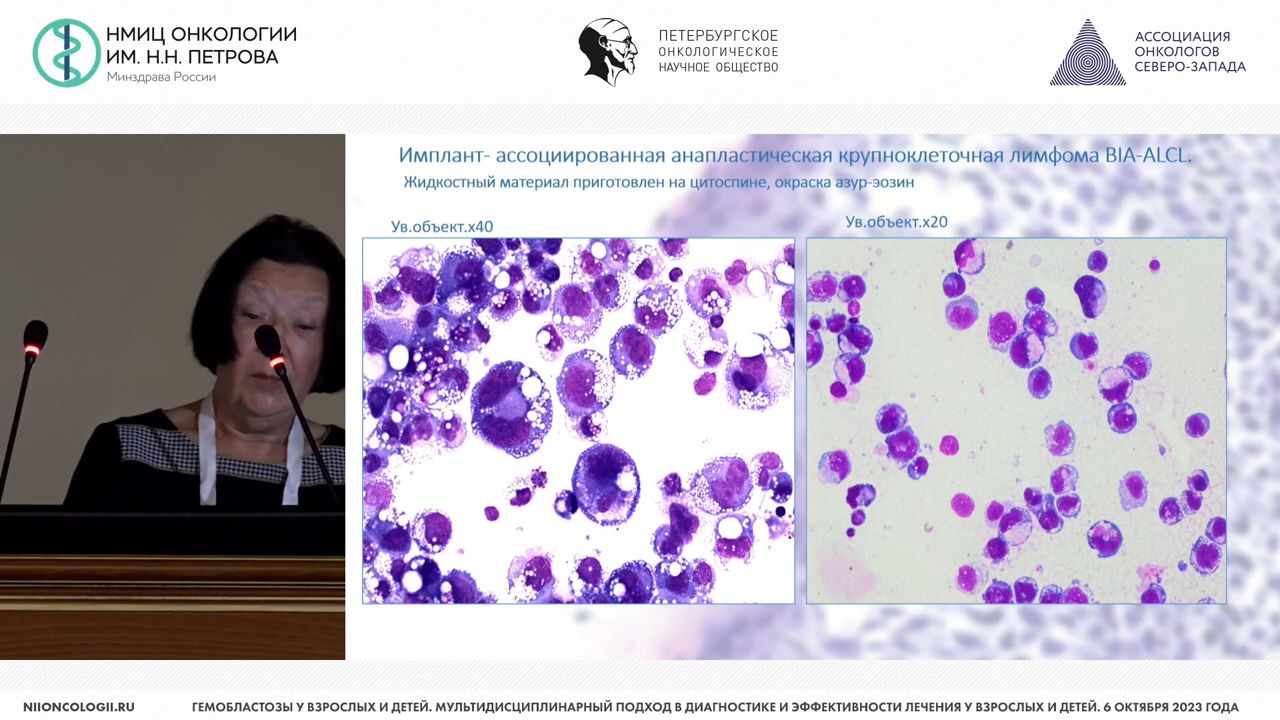 НМИЦ ОНКОЛОГИИ
ИМ. Н.Н. ПЕТРОВА
Минздрава России
ПЕТЕРБУРГСКОЕ
ОНКОЛОГИЧЕСКОЕ
НАУЧНОЕ ОБЩЕСТВО
АССОЦИАЦИЯ
ОНКОЛОГОВ
СЕВЕРО-ЗАПАДА
Имплант- ассоциированная анапластическая крупноклеточная лимфома BIA-ALCL.
Жидкостный материал приготовлен на цитоспине, окраска азур-эозин
Ув.объект.х40
Ув.объект.х20
NIIONCOLOGII.RU
ГЕМОБЛАСТОЗЫ У ВЗРОСЛЫХ И ДЕТЕЙ. МУЛЬТИДИСЦИПЛИНАРНЫЙ ПОДХОД В ДИАГНОСТИКЕ И ЭФФЕКТИВНОСТИ ЛЕЧЕНИЯ У ВЗРОСЛЫХ И ДЕТЕЙ. 6 ОКТЯБРЯ 2023 ГОДА